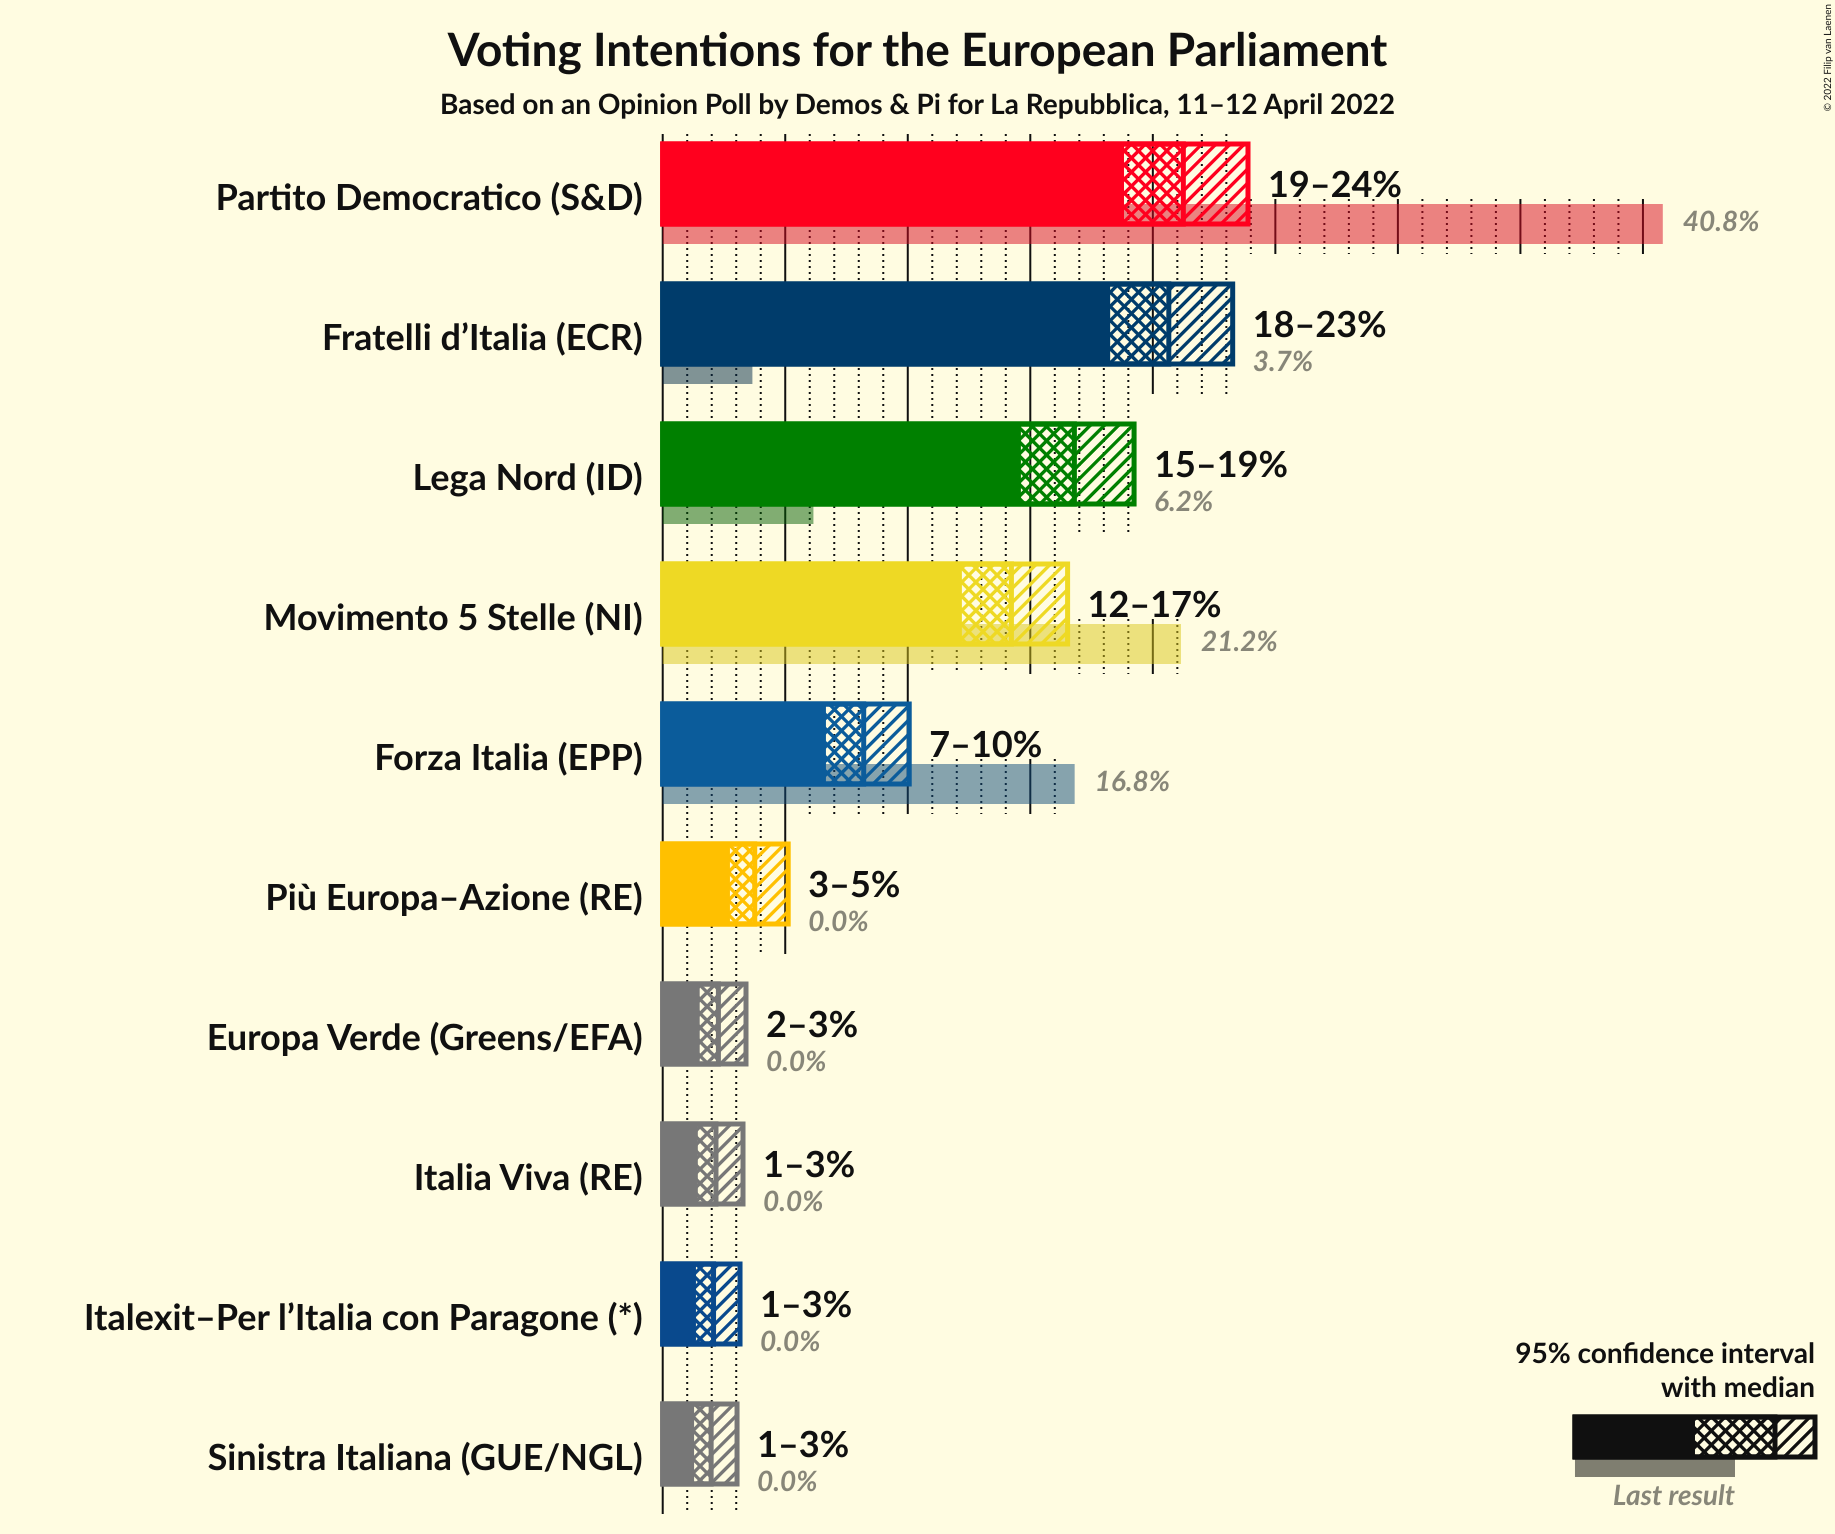 Voting Intentions for the European Parliament
Based on an Opinion Poll by Demos & Pi for La Repubblica, 11–12 April 2022
© 2022 Filip van Laenen
Partito Democratico (S&D)
19–24%
40.8%
Fratelli d’Italia (ECR)
18–23%
3.7%
Lega Nord (ID)
15–19%
6.2%
Movimento 5 Stelle (NI)
12–17%
21.2%
Forza Italia (EPP)
7–10%
16.8%
Più Europa–Azione (RE)
3–5%
0.0%
Europa Verde (Greens/EFA)
2–3%
0.0%
Italia Viva (RE)
1–3%
0.0%
Italexit–Per l’Italia con Paragone (*)
1–3%
0.0%
Sinistra Italiana (GUE/NGL)
1–3%
0.0%
95% confidence interval
with median
Last result